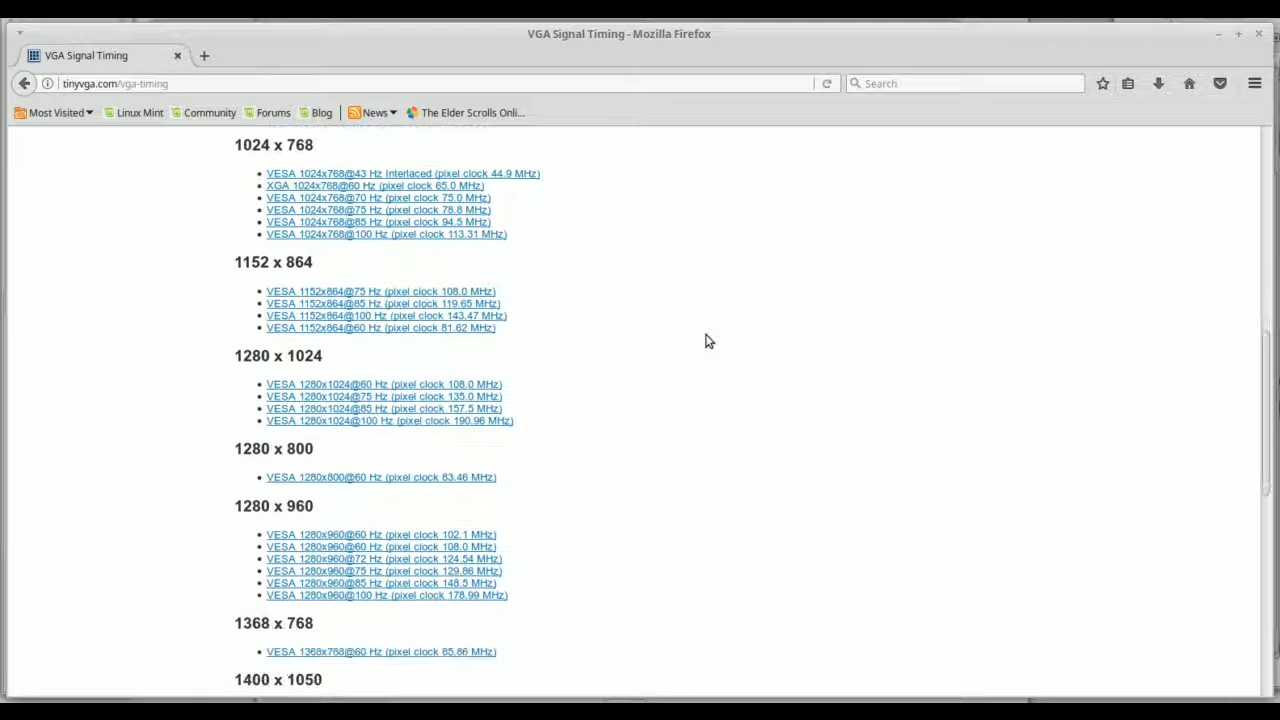 VGA Signal Timing - Mozilla Firefox
VGA Signal Timing
tinyvga.com/vga-timing
Search
Most Visited
Linux Mint
Community
Forums
Blog
News
The Elder Scrolls Onli...
1024 x 768
VESA 1024x768@43 Hz Interlaced (pixel clock 44.9 MHz)
XGA 1024x768@60 Hz (pixel clock 65.0 MHz)
VESA 1024x768@70 Hz (pixel clock 75.0 MHz)
VESA 1024x768@75 Hz (pixel clock 78.8 MHz)
VESA 1024x768@85 Hz (pixel clock 94.5 MHz)
VESA 1024x768@100 Hz (pixel clock 113.31 MHz)
1152 x 864
VESA 1152x864@75 Hz (pixel clock 108.0 MHz)
VESA 1152x864@85 Hz (pixel clock 119.65 MHz)
VESA 1152x864@100 Hz (pixel clock 143.47 MHz)
VESA 1152x864@60 Hz (pixel clock 81.62 MHz)
1280 x 1024
VESA 1280x1024@60 Hz (pixel clock 108.0 MHz)
VESA 1280x1024@75 Hz (pixel clock 135.0 MHz)
VESA 1280x1024@85 Hz (pixel clock 157.5 MHz)
VESA 1280x1024@100 Hz (pixel clock 190.96 MHz)
1280 x 800
VESA 1280x800@60 Hz (pixel clock 83.46 MHz)
1280 x 960
VESA 1280x960@60 Hz (pixel clock 102.1 MHz)
VESA 1280x960@60 Hz (pixel clock 108.0 MHz)
VESA 1280x960@72 Hz (pixel clock 124.54 MHz)
VESA 1280x960@75 Hz (pixel clock 129.86 MHz)
VESA 1280x960@85 Hz (pixel clock 148.5 MHz)
VESA 1280x960@100 Hz (pixel clock 178.99 MHz)
1368 x 768
VESA 1368x768@60 Hz (pixel clock 85.86 MHz)
1400 x 1050